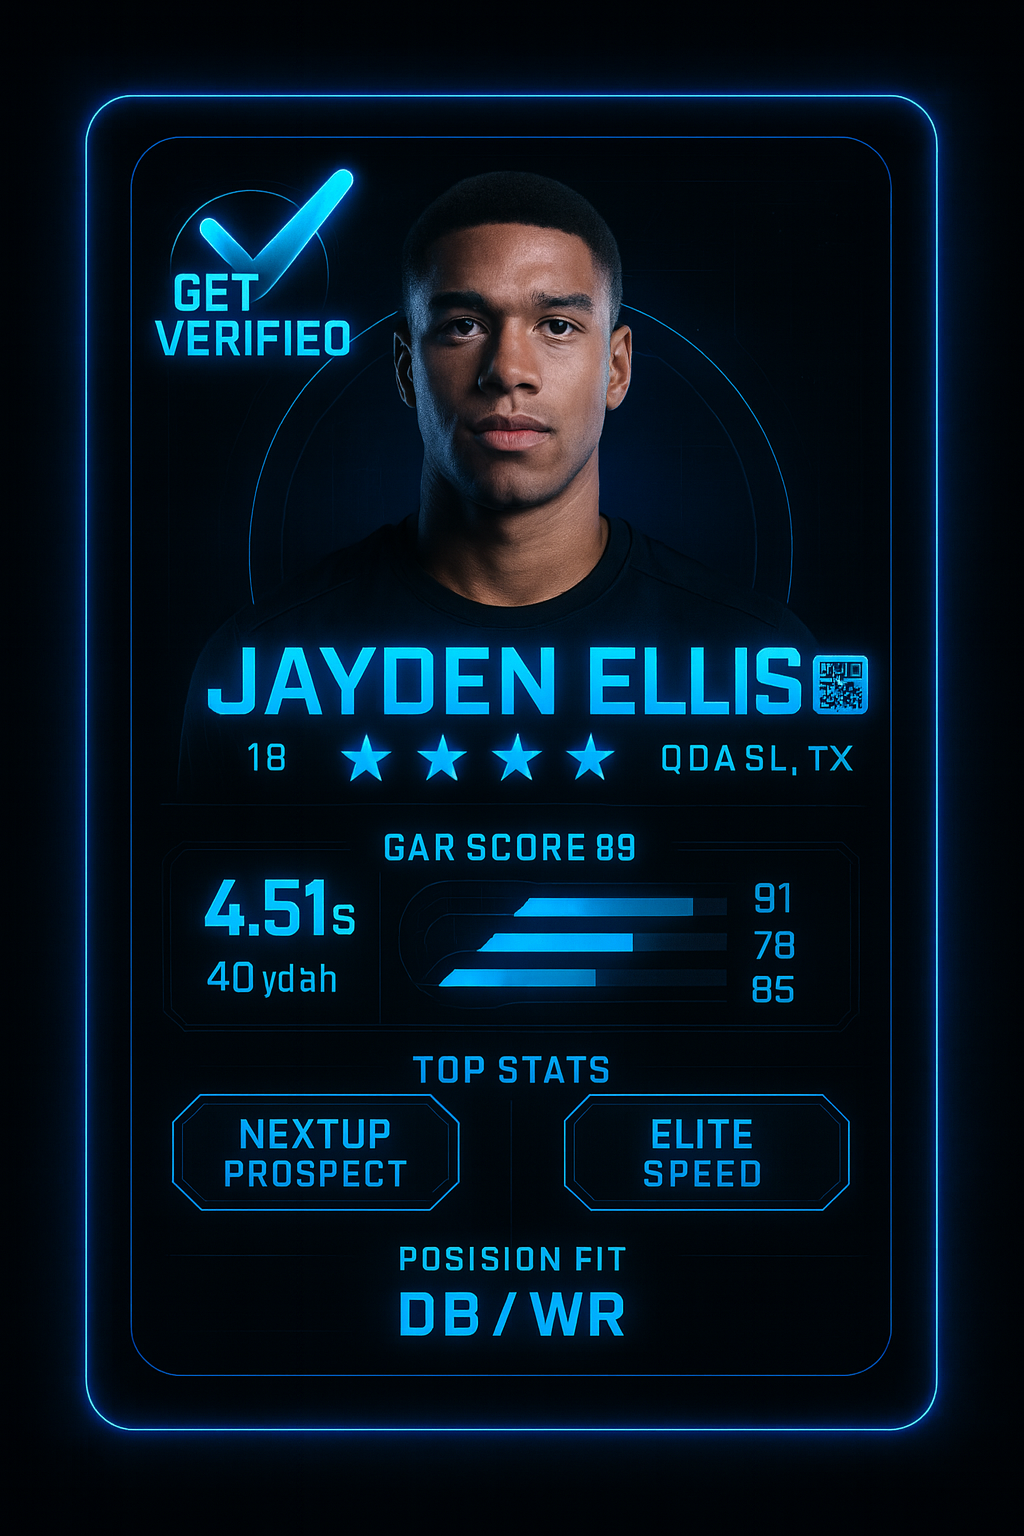 GET
VERIFIEO
JAYDEN ELLIS
18
QDASL, TX
GAR SCORE 89
4.51s
40 ydah
91
78
85
TOP STATS
NEXTUP
PROSPECT
ELITE
SPEED
POSISION FIT
DB / WR